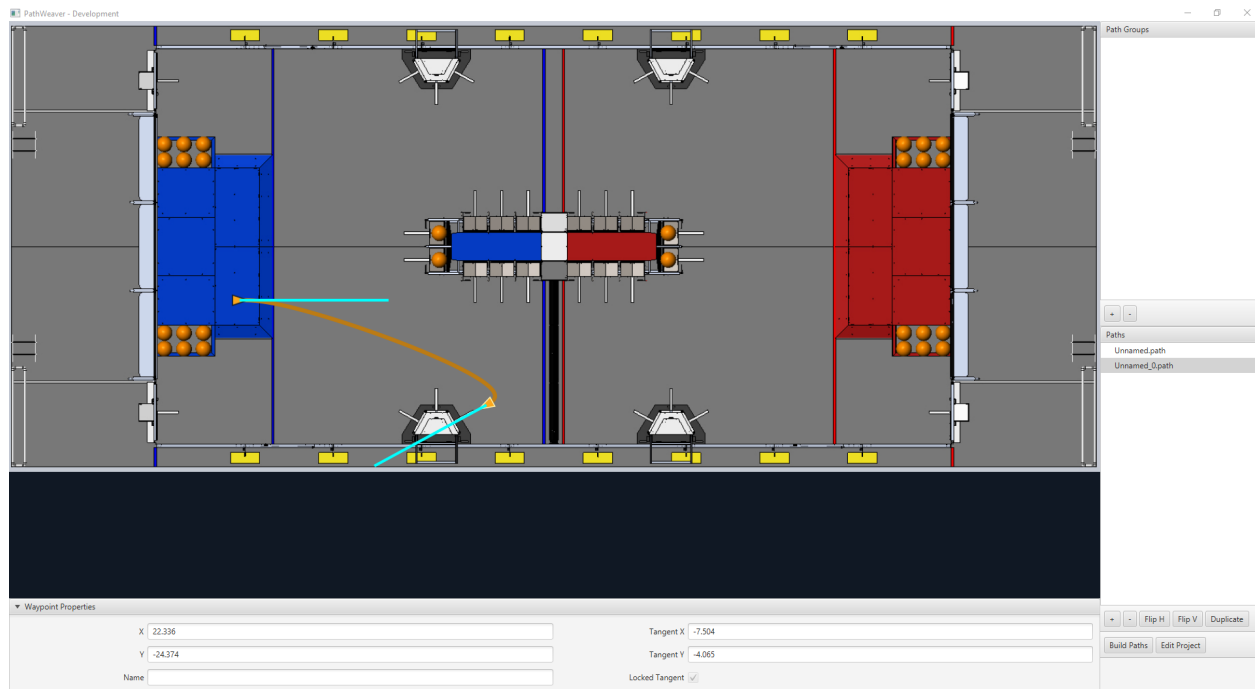 PathWeaver - Development
Path Groups
+ -
Paths
Unnamed.path
Unnamed_0.path
Waypoint Properties
X 22.336 Tangent X -7.504
Y -24.374 Tangent Y -4.065
Name Locked Tangent
+ - Flip H Flip V Duplicate
Build Paths Edit Project